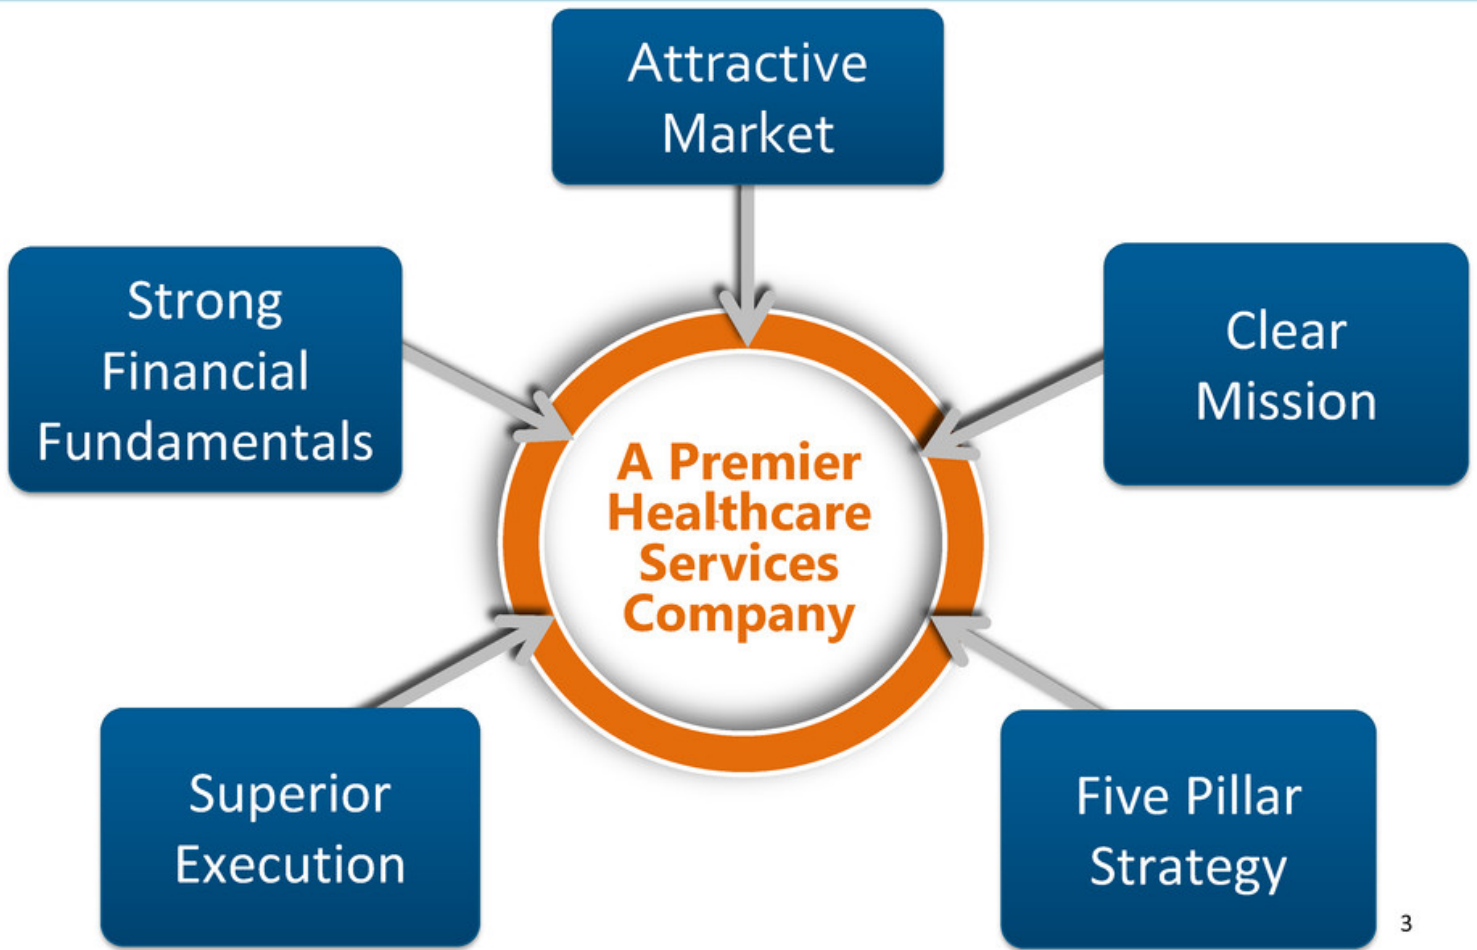 Attractive
Market
Strong
Financial
Fundamentals
Clear
Mission
A Premier
Healthcare
Services
Company
Superior
Execution
Five Pillar
Strategy
3